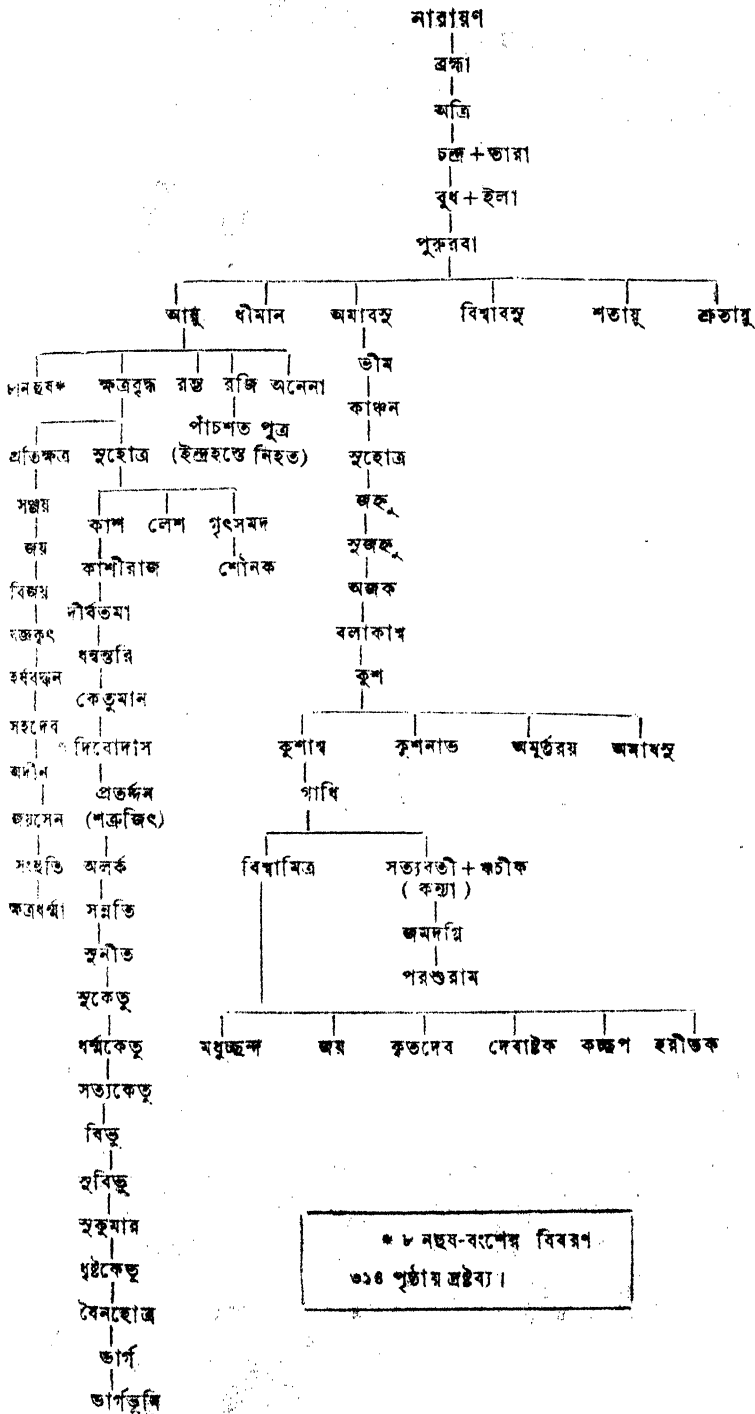 নারায়ণ
ব্রহ্মা
অত্রি
চন্দ্র + তারা
বুধ + ইলা
পুরুরবা
আয়ু ধীমান অমাবসু বিশ্বাবসু শতায়ু শ্রুতায়ু
৮নহুষ* ক্ষত্রবৃদ্ধ রম্ভ রজি অনেনা
ভীম
কাঞ্চন
পাঁচশত পুত্র
প্রতিক্ষত্র সুহোত্র (ইন্দ্রহস্তে নিহত) সুহোত্র
সঞ্জয়
জহ্নু
কাশ লেশ গৃৎসমদ
জয়
সুজহ্নু
কাশীরাজ শৌনক
বিজয়
অজক
দীর্ঘতমা
যজ্ঞকৃৎ
বলাকাশ্ব
ধন্বন্তরি
হর্ষবর্দ্ধন
কুশ
কেতুমান
সহদেব
দিবোদাস
কুশাশ্ব কুশনাভ অমূর্ত্তরয় অমাবসু
অদীন
প্রতর্দ্দন
গাধি
জয়সেন (শত্রুজিৎ)
সংহৃতি অলর্ক
বিশ্বামিত্র সত্যবতী + ঋচীক
(কন্যা)
ক্ষত্রধর্ম্মা সন্নতি
জমদগ্নি
সুনীত
পরশুরাম
সুকেতু
ধর্ম্মকেতু মধুচ্ছন্দ জয় কৃতদেব দেবাষ্টক কচ্ছপ হরীতক
সত্যকেতু
বিভু
সুবিভু
সুকুমার
ধৃষ্টকেতু
বৈনহোত্র
ভার্গ
ভার্গভূমি
* ৮ নহুষ-বংশের বিবরণ
৩১৪ পৃষ্ঠায় দ্রষ্টব্য।